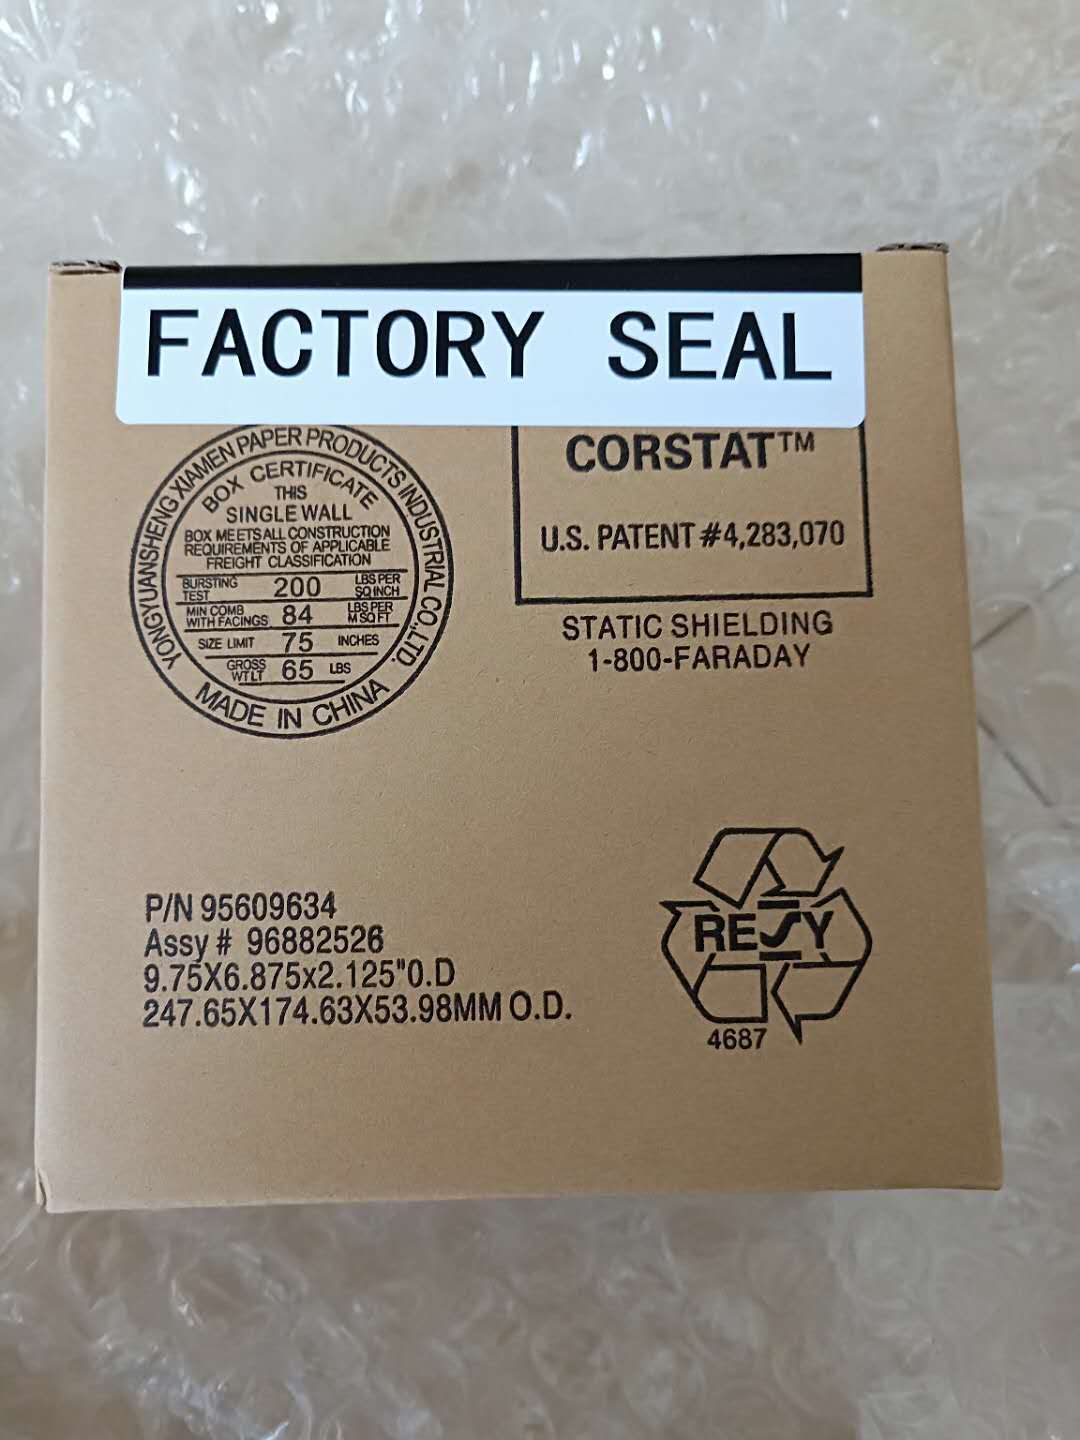 FACTORY SEAL
YONGYUANSHENG XIAMEN PAPER PRODUCTS INDUSTRIAL CO.,LTD.
BOX CERTIFICATE
THIS
SINGLE WALL
BOX MEETS ALL CONSTRUCTION
REQUIREMENTS OF APPLICABLE
FREIGHT CLASSIFICATION
BURSTING TEST 200 LBS PER SQ INCH
MIN COMB WITH FACINGS 84 LBS PER M SQ FT
SIZE LIMIT 75 INCHES
GROSS WT LT 65 LBS
MADE IN CHINA
CORSTAT™
U.S. PATENT #4,283,070
STATIC SHIELDING
1-800-FARADAY
P/N 95609634
Assy # 96882526
9.75X6.875x2.125"O.D
247.65X174.63X53.98MM O.D.
RESY
4687